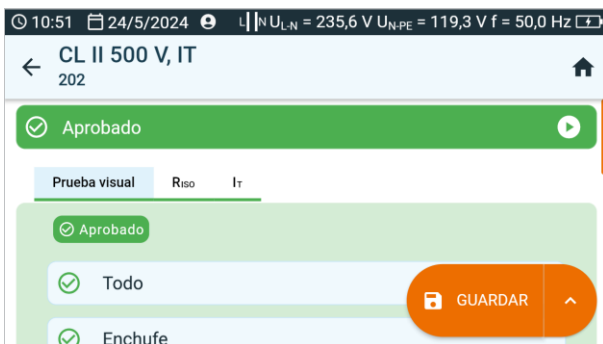 10:51 24/5/2024 L N UL-N = 235,6 V UN-PE = 119,3 V f = 50,0 Hz
CL II 500 V, IT
202
Aprobado
Prueba visual RISO IT
Aprobado
Todo
GUARDAR
Enchufe